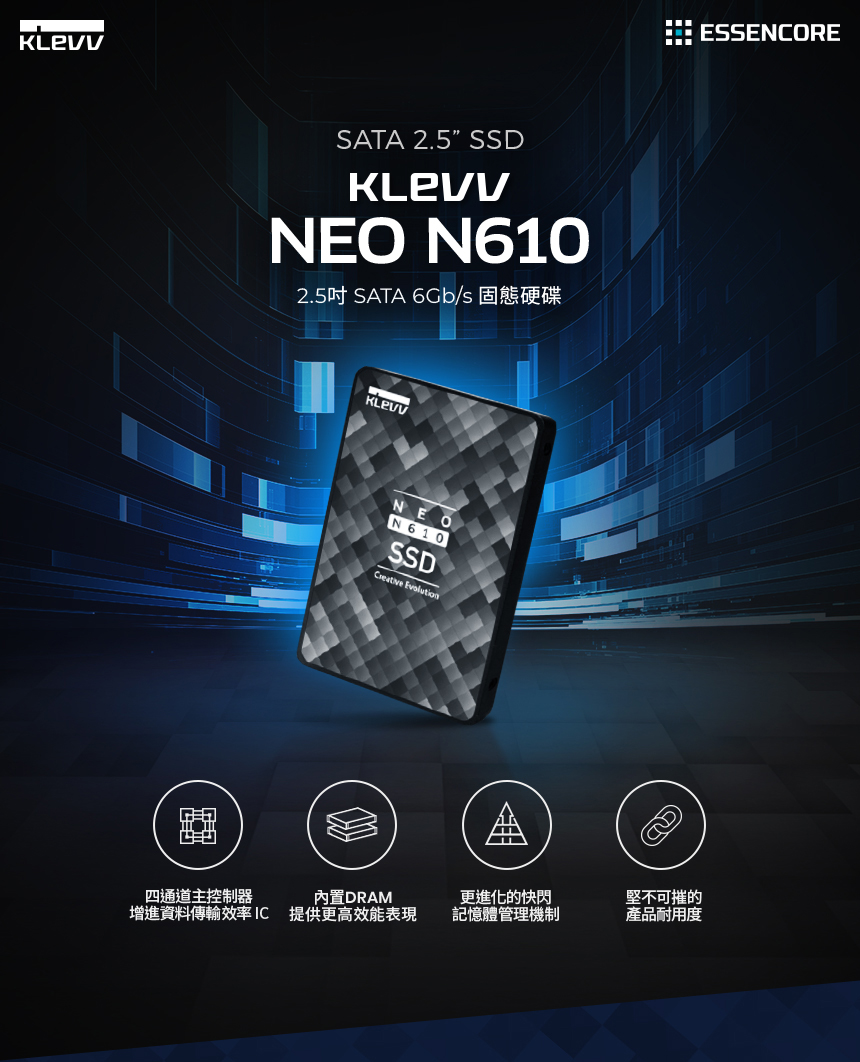 KLEVV
ESSENCORE
SATA 2.5” SSD
KLEVV
NEO N610
2.5吋 SATA 6Gb/s 固態硬碟
KLEVV
NEO
N610
SSD
Creative Evolution
四通道主控制器
增進資料傳輸效率 IC
內置DRAM
提供更高效能表現
更進化的快閃
記憶體管理機制
堅不可摧的
產品耐用度